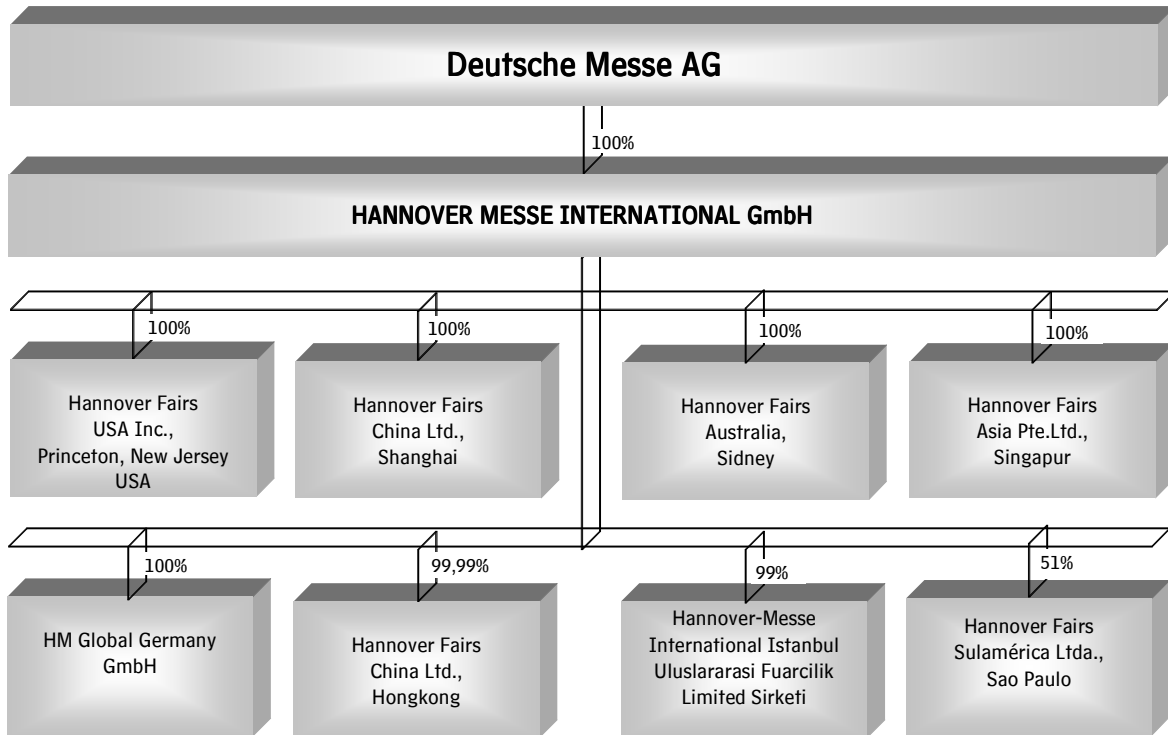 Deutsche Messe AG
100%
HANNOVER MESSE INTERNATIONAL GmbH
100%
Hannover Fairs
USA Inc.,
Princeton, New Jersey
USA
100%
Hannover Fairs
China Ltd.,
Shanghai
100%
Hannover Fairs
Australia,
Sidney
100%
Hannover Fairs
Asia Pte.Ltd.,
Singapur
100%
HM Global Germany
GmbH
99,99%
Hannover Fairs
China Ltd.,
Hongkong
99%
Hannover-Messe
International Istanbul
Uluslararasi Fuarcilik
Limited Sirketi
51%
Hannover Fairs
Sulamérica Ltda.,
Sao Paulo